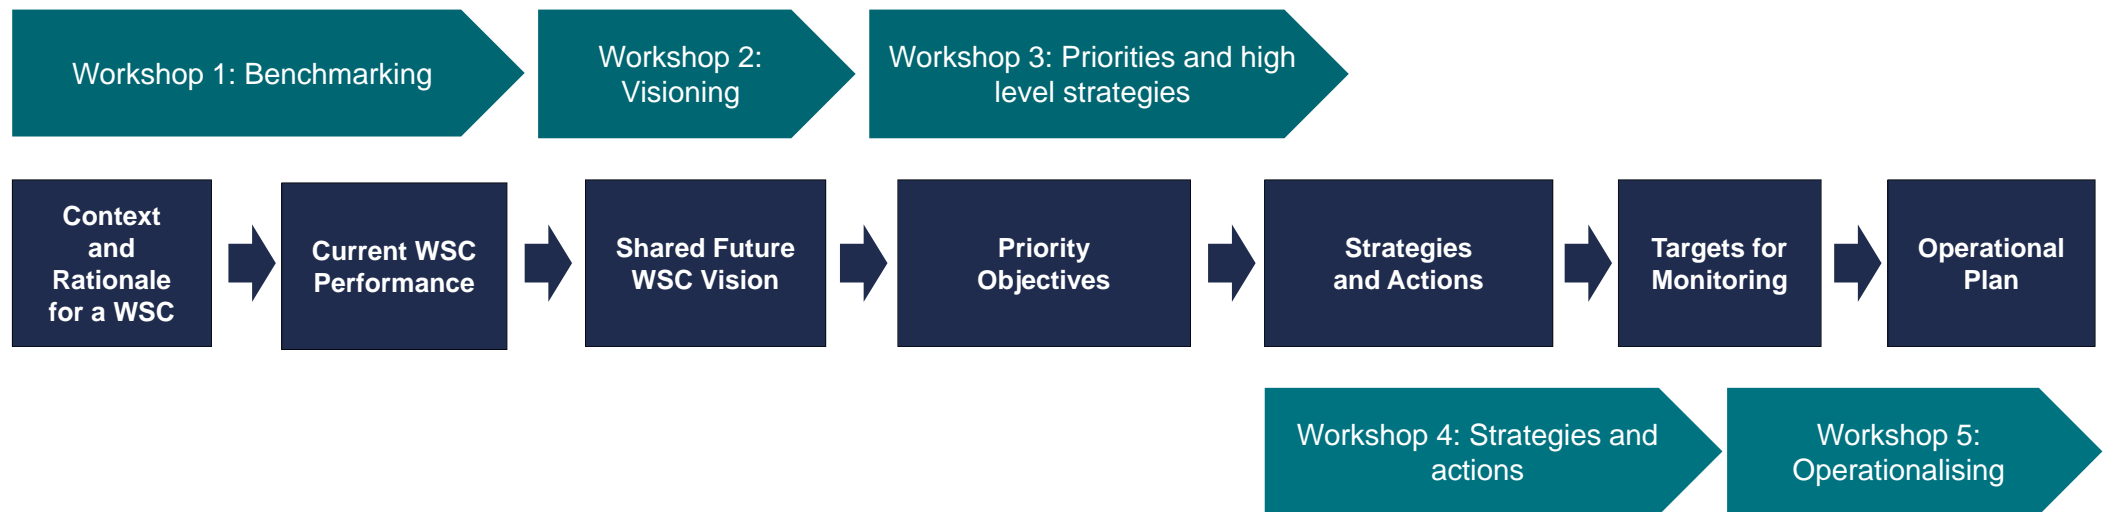 Workshop 1: Benchmarking
Workshop 2:
Visioning
Workshop 3: Priorities and high
level strategies
Context
and
Rationale
for a WSC
Current WSC
Performance
Shared Future
WSC Vision
Priority
Objectives
Strategies
and Actions
Targets for
Monitoring
Operational
Plan
Workshop 4: Strategies and
actions
Workshop 5:
Operationalising